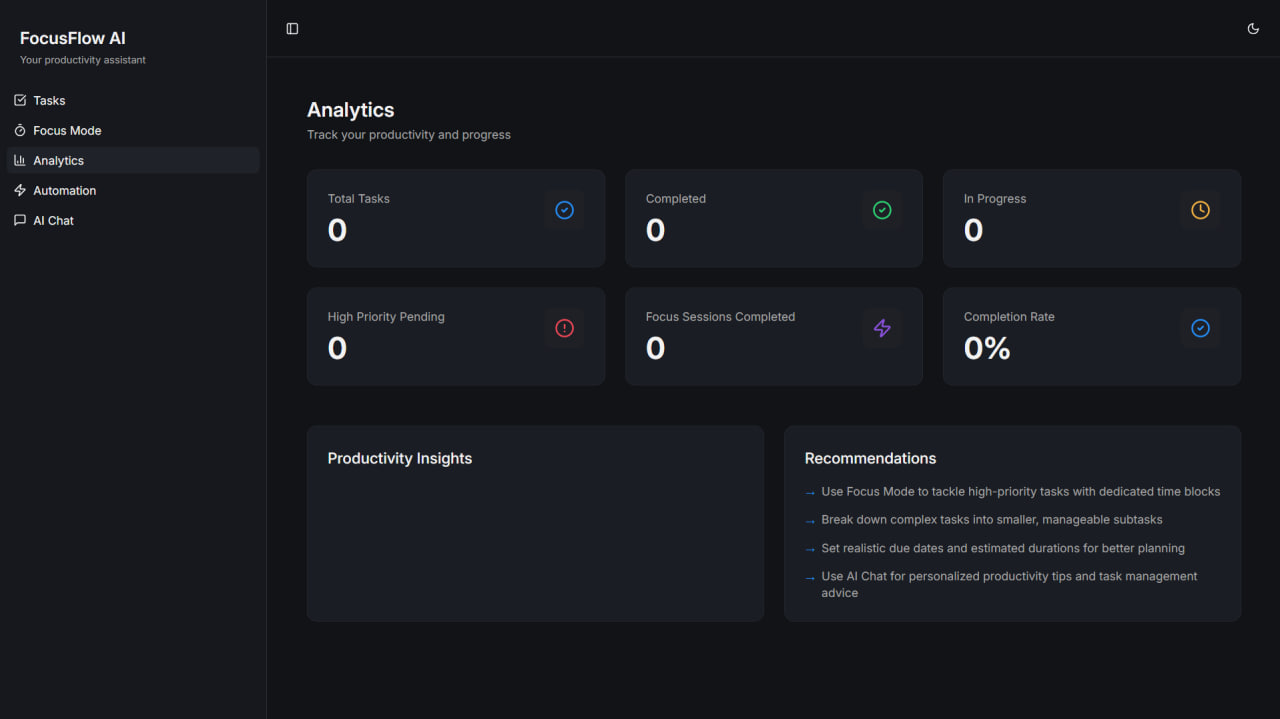 FocusFlow AI
Your productivity assistant
Tasks
Focus Mode
Analytics
Automation
AI Chat
Analytics
Track your productivity and progress
Total Tasks
0
Completed
0
In Progress
0
High Priority Pending
0
Focus Sessions Completed
0
Completion Rate
0%
Productivity Insights
Recommendations
→ Use Focus Mode to tackle high-priority tasks with dedicated time blocks
→ Break down complex tasks into smaller, manageable subtasks
→ Set realistic due dates and estimated durations for better planning
→ Use AI Chat for personalized productivity tips and task management
advice